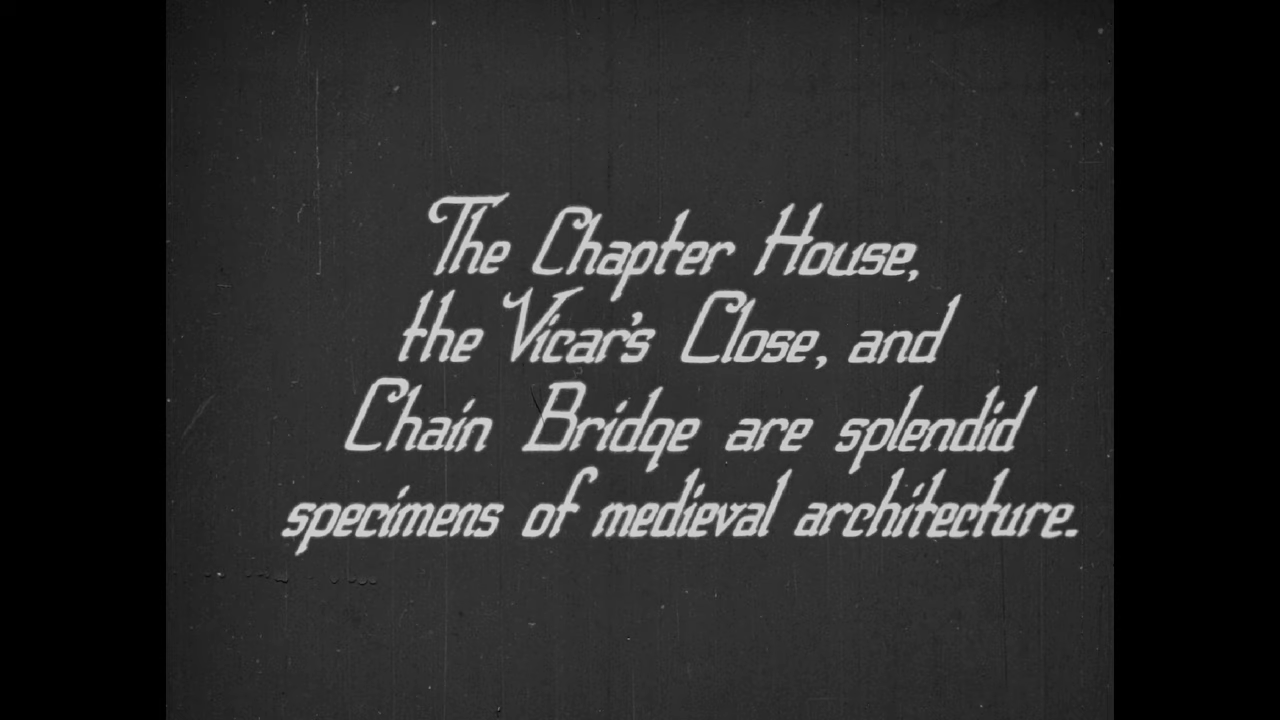 The Chapter House,
the Vicar's Close, and
Chain Bridge are splendid
specimens of medieval architecture.